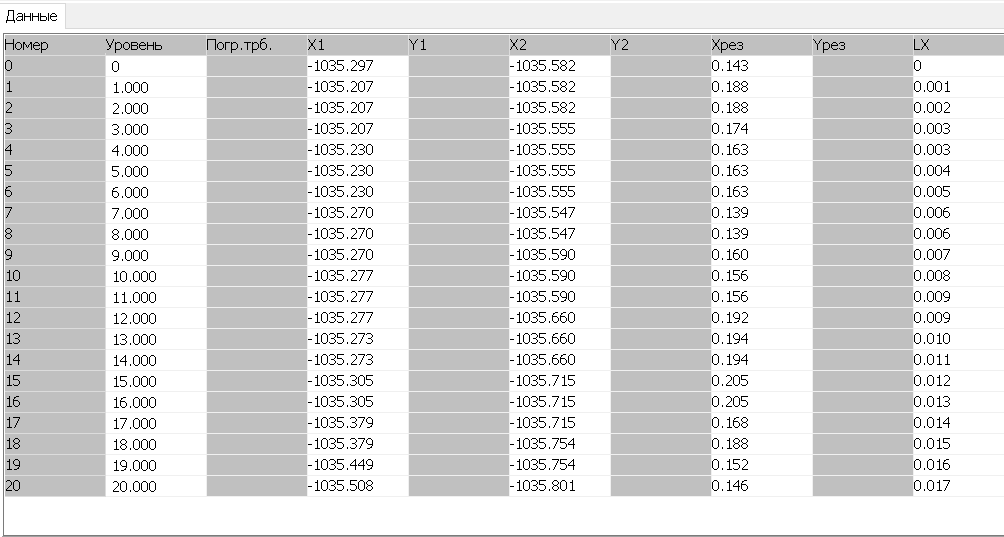 Данные
Номер Уровень Погр.трб. X1 Y1 X2 Y2 Xрез Yрез LX
0 0 -1035.297 -1035.582 0.143 0
1 1.000 -1035.207 -1035.582 0.188 0.001
2 2.000 -1035.207 -1035.582 0.188 0.002
3 3.000 -1035.207 -1035.555 0.174 0.003
4 4.000 -1035.230 -1035.555 0.163 0.003
5 5.000 -1035.230 -1035.555 0.163 0.004
6 6.000 -1035.230 -1035.555 0.163 0.005
7 7.000 -1035.270 -1035.547 0.139 0.006
8 8.000 -1035.270 -1035.547 0.139 0.006
9 9.000 -1035.270 -1035.590 0.160 0.007
10 10.000 -1035.277 -1035.590 0.156 0.008
11 11.000 -1035.277 -1035.590 0.156 0.009
12 12.000 -1035.277 -1035.660 0.192 0.009
13 13.000 -1035.273 -1035.660 0.194 0.010
14 14.000 -1035.273 -1035.660 0.194 0.011
15 15.000 -1035.305 -1035.715 0.205 0.012
16 16.000 -1035.305 -1035.715 0.205 0.013
17 17.000 -1035.379 -1035.715 0.168 0.014
18 18.000 -1035.379 -1035.754 0.188 0.015
19 19.000 -1035.449 -1035.754 0.152 0.016
20 20.000 -1035.508 -1035.801 0.146 0.017